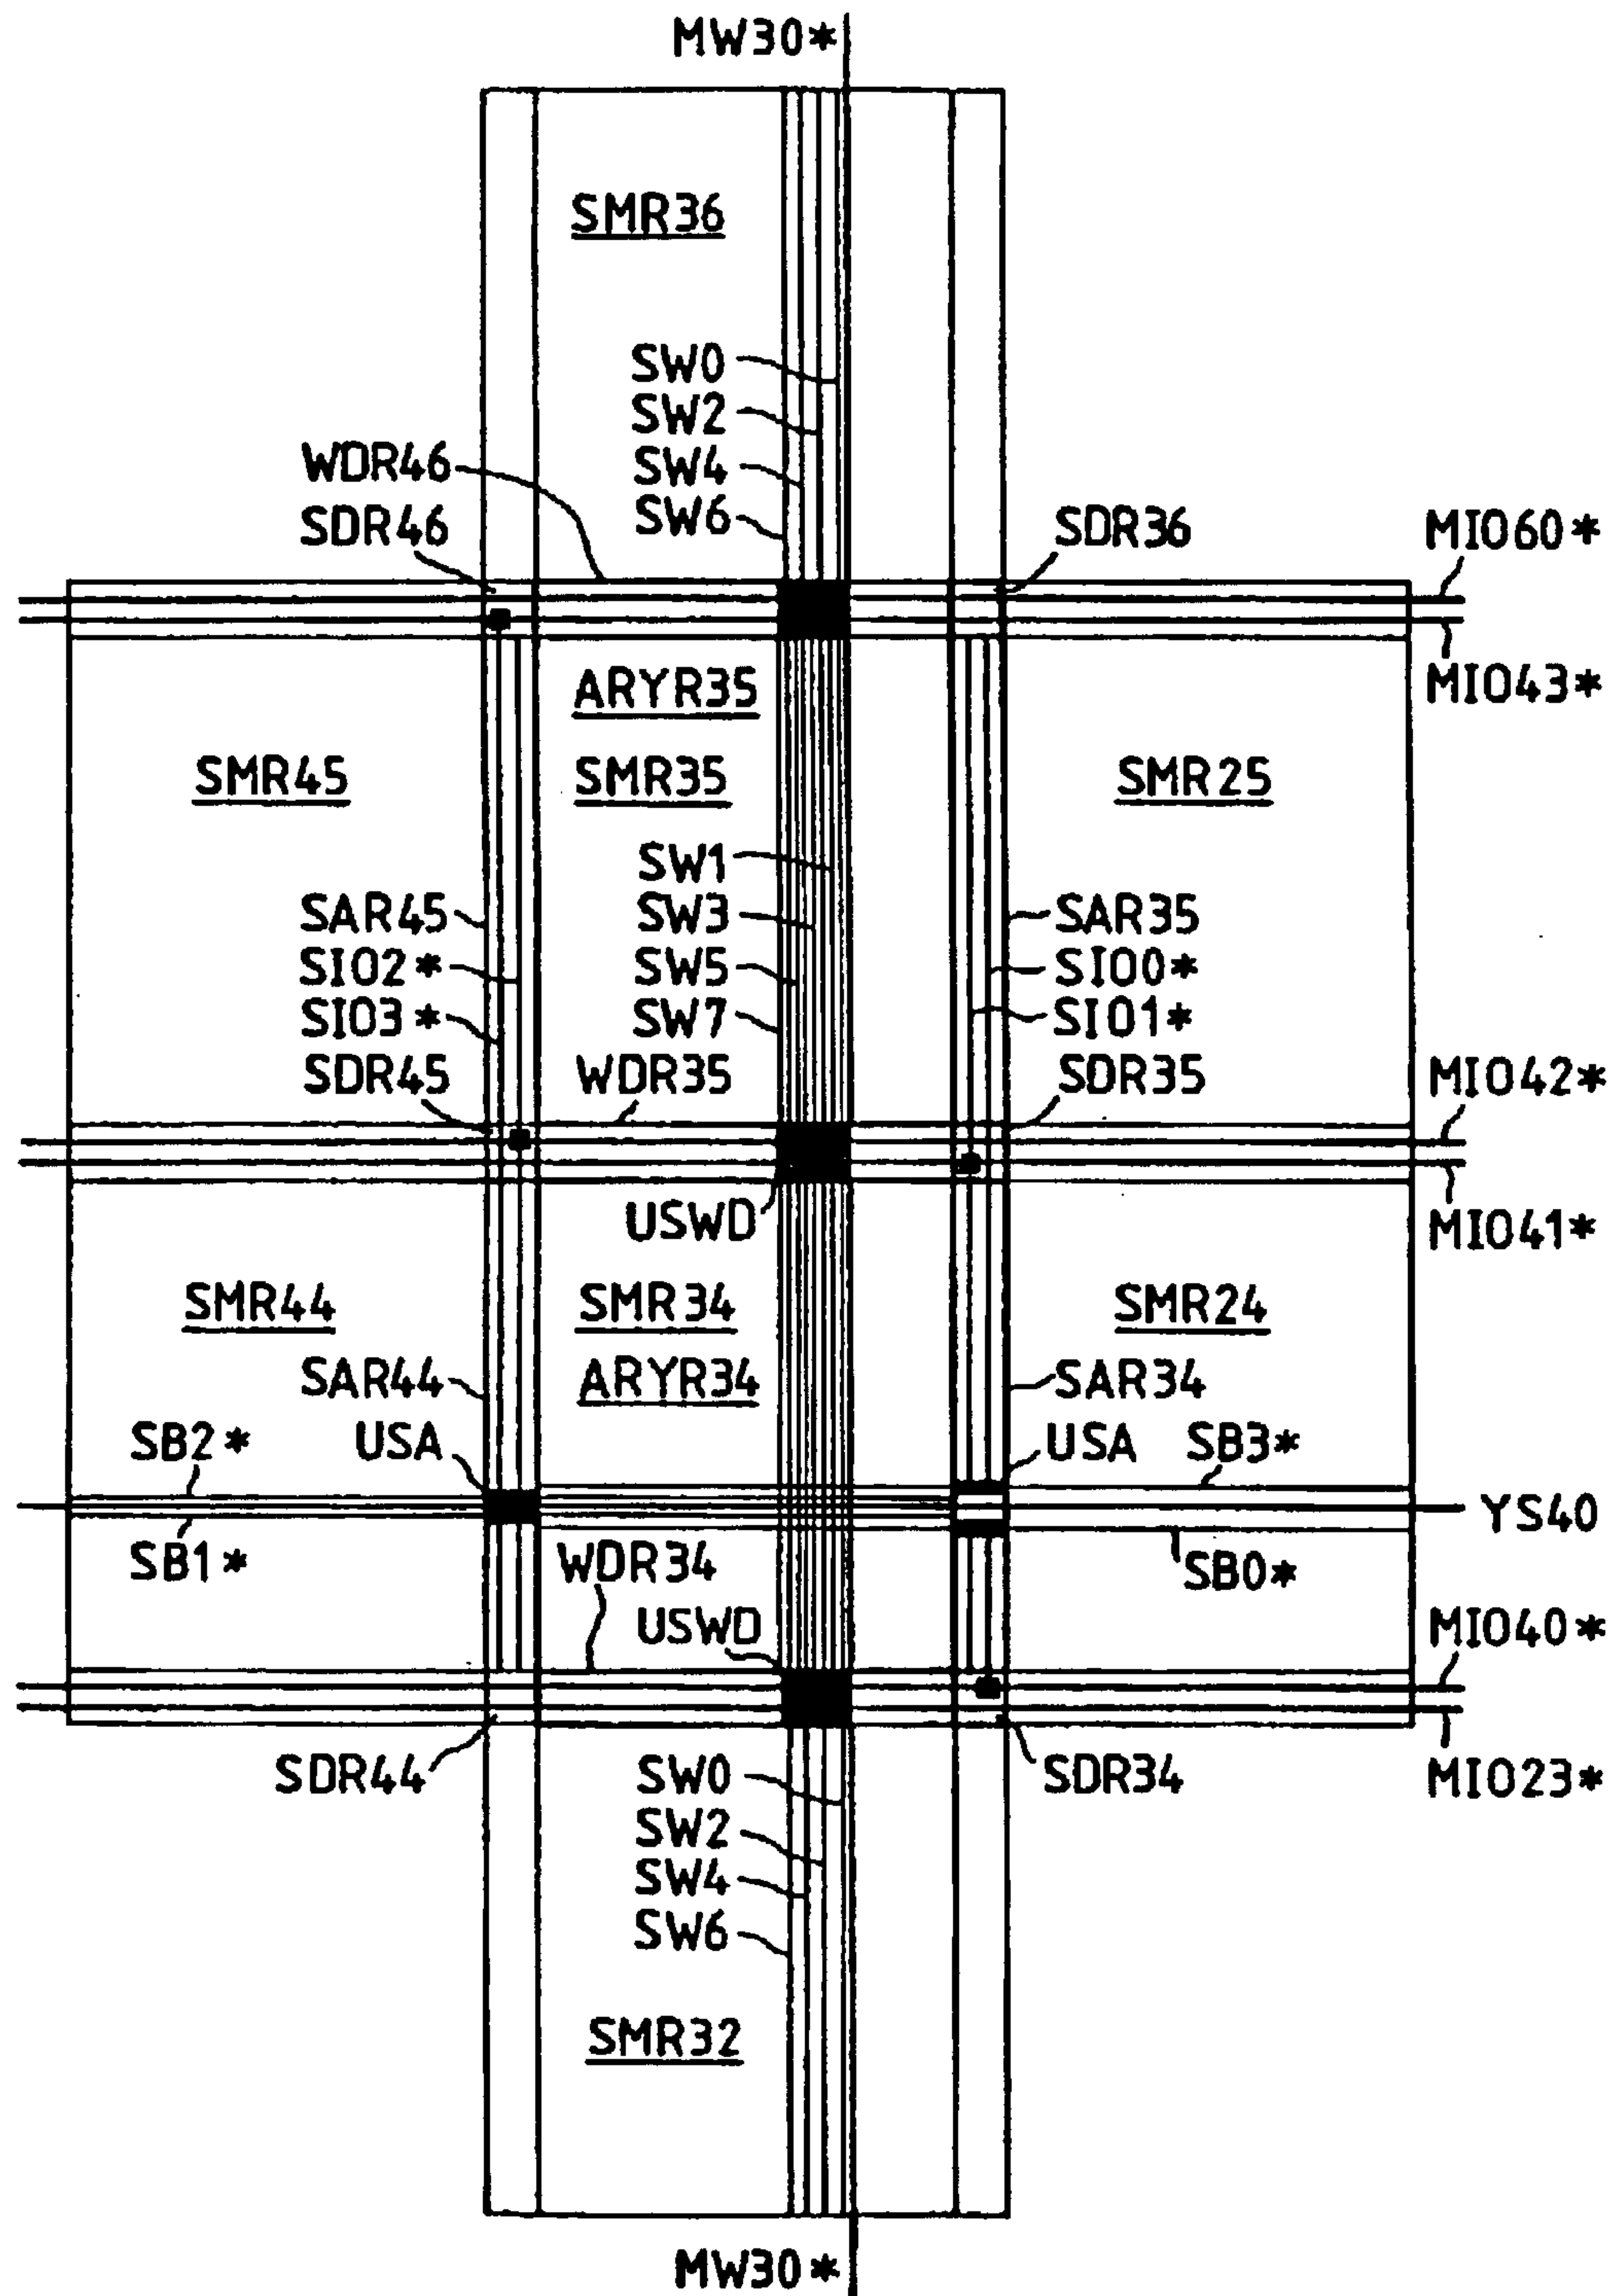 MW30*
SMR36
SW0
SW2
SW4
SW6
WDR46
SDR46
SDR36
MIO60*
MIO43*
ARYR35
SMR45
SMR35
SMR25
SW1
SW3
SW5
SW7
SAR45
SIO2*
SIO3*
SDR45
SAR35
SIO0*
SIO1*
SDR35
WDR35
MIO42*
MIO41*
USWD
SMR44
SMR34
SMR24
ARYR34
SAR44
SAR34
SB2*
USA
USA
SB3*
YS40
SB1*
WDR34
SB0*
USWD
MIO40*
MIO23*
SDR44
SDR34
SW0
SW2
SW4
SW6
SMR32
MW30*